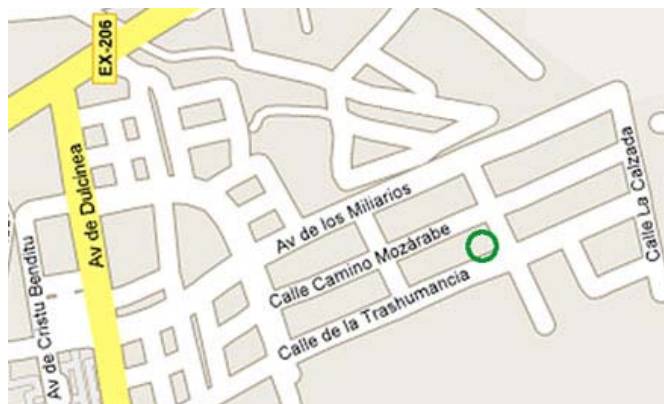 EX-206
Av de Dulcinea
Av de Cristu Benditu
Av de los Miliarios
Calle Camino Mozárabe
Calle de la Trashumancia
Calle La Calzada